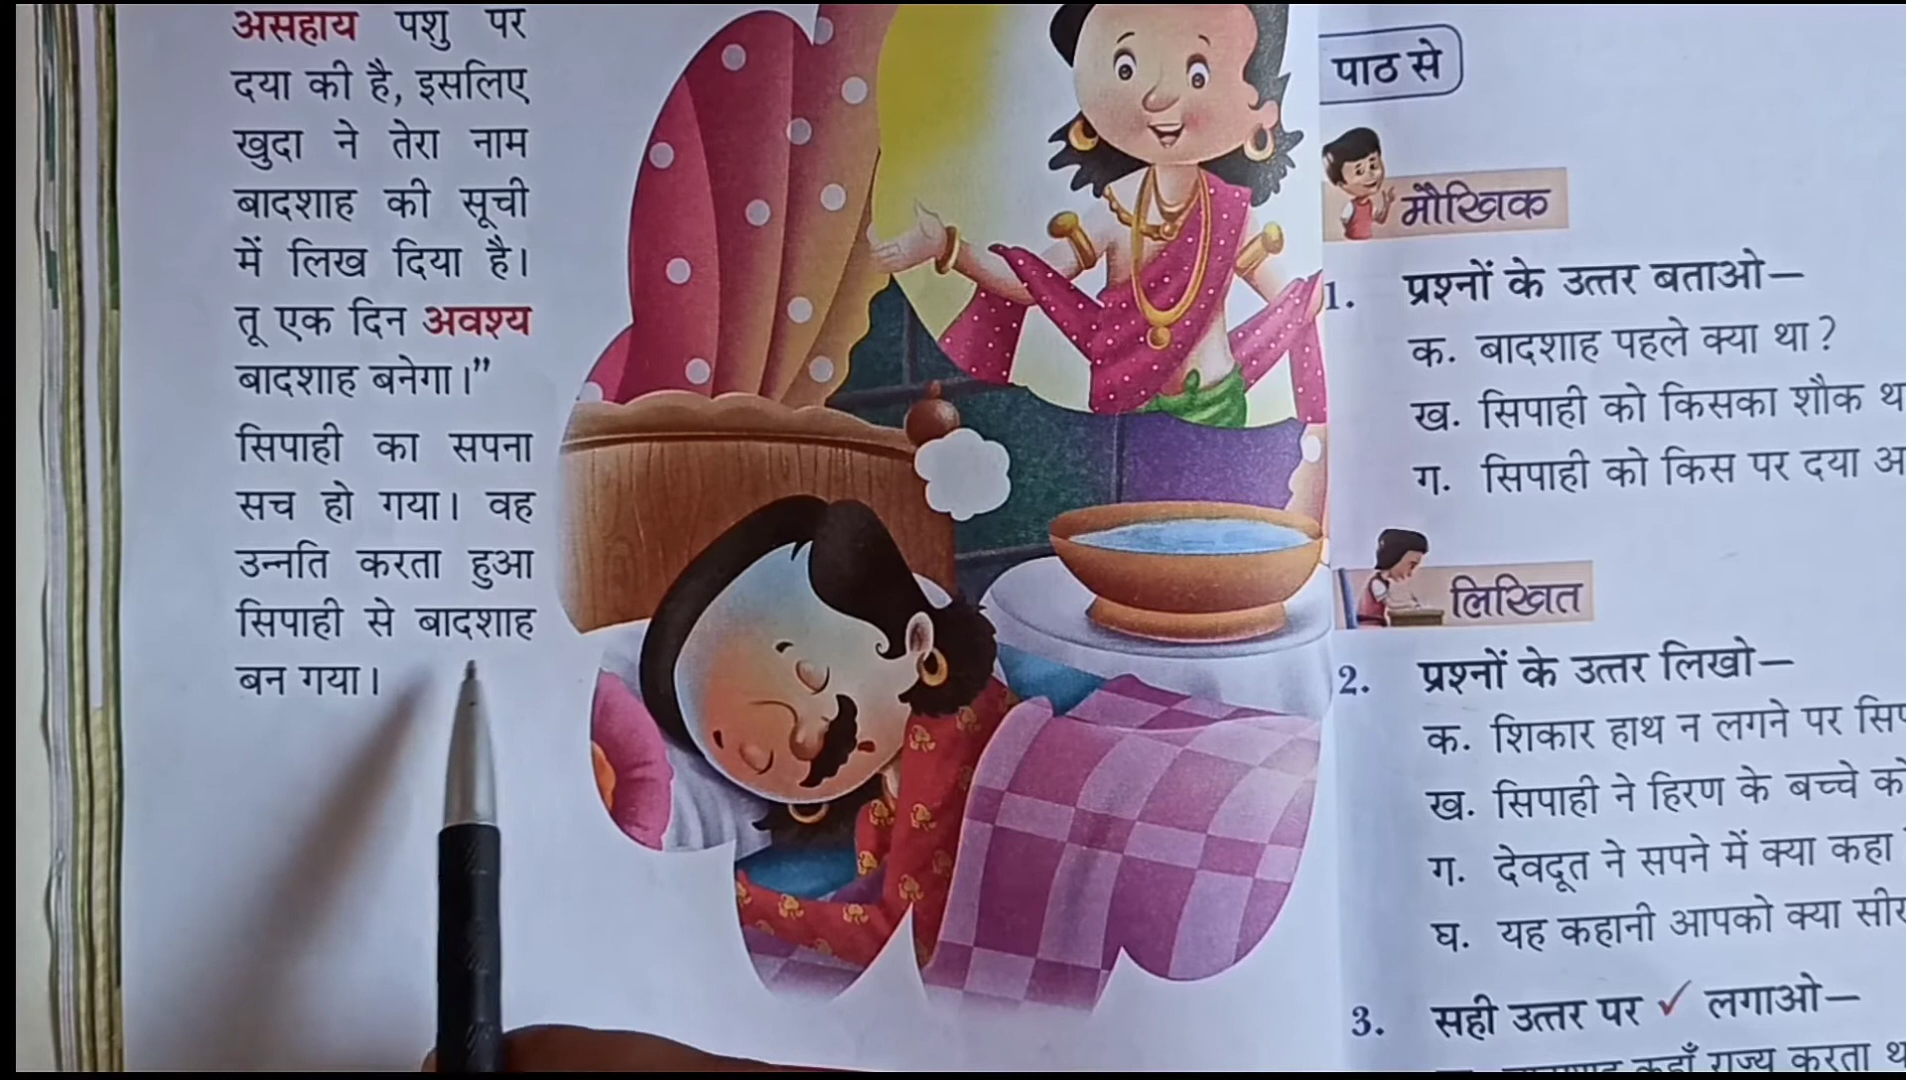 असहाय पशु पर
दया की है, इसलिए
खुदा ने तेरा नाम
बादशाह की सूची
में लिख दिया है।
तू एक दिन अवश्य
बादशाह बनेगा।”
सिपाही का सपना
सच हो गया। वह
उन्नति करता हुआ
सिपाही से बादशाह
बन गया।
पाठ से
मौखिक
1. प्रश्नों के उत्तर बताओ—
क. बादशाह पहले क्या था?
ख. सिपाही को किसका शौक
ग. सिपाही को किस पर दया
लिखित
2. प्रश्नों के उत्तर लिखो—
क. शिकार हाथ न लगने पर
ख. सिपाही ने हिरण के बच्चे
ग. देवदूत ने सपने में क्या कहा
घ. यह कहानी आपको क्या
3. सही उत्तर पर ✓ लगाओ—
राज्य करता